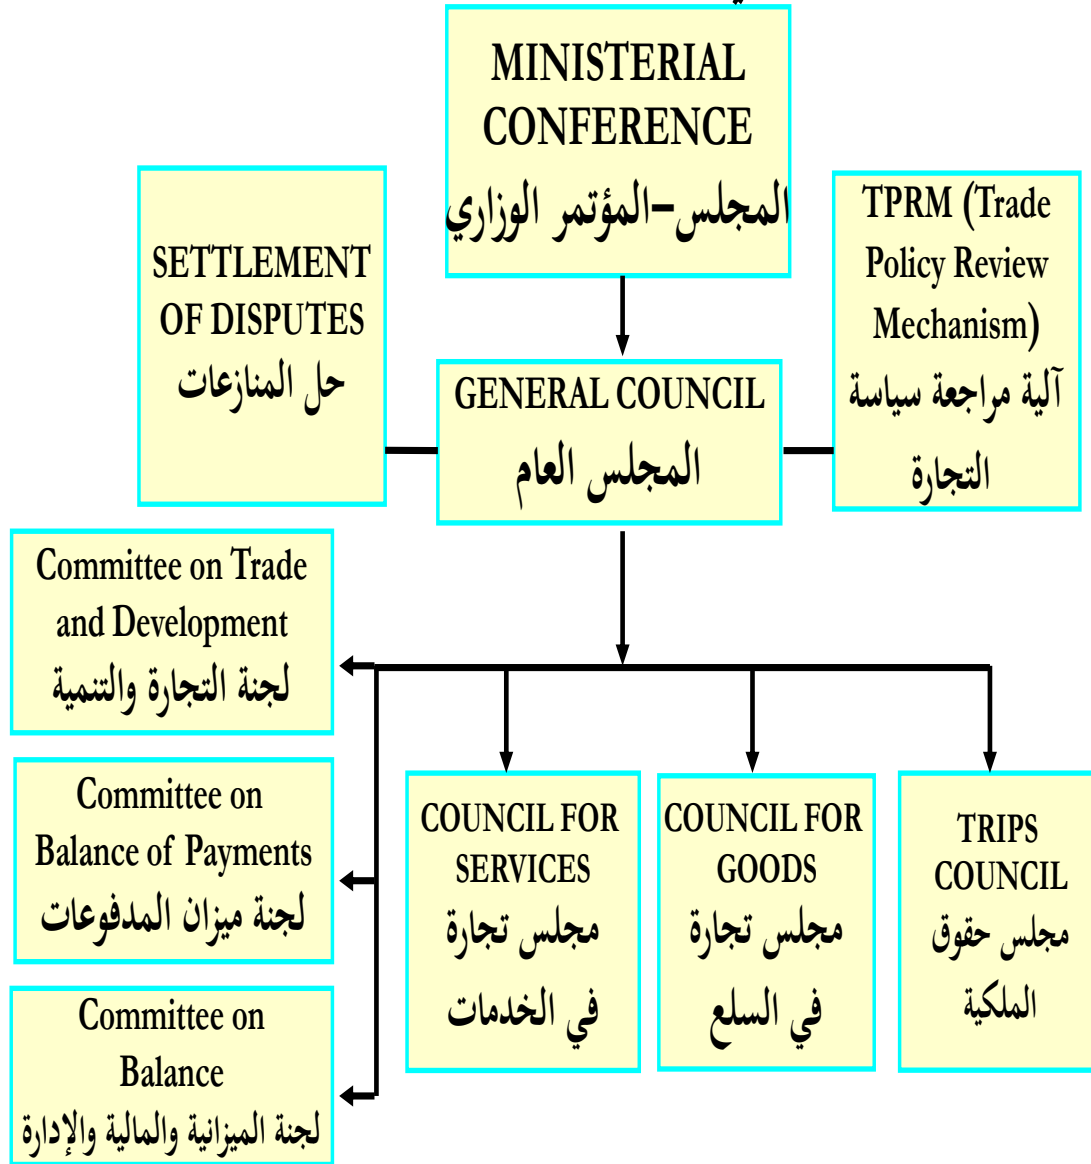 MINISTERIAL
CONFERENCE
المجلس-المؤتمر الوزاري
SETTLEMENT
OF DISPUTES
حل المنازعات
TPRM (Trade
Policy Review
Mechanism)
آلية مراجعة سياسة
التجارة
GENERAL COUNCIL
المجلس العام
Committee on Trade
and Development
لجنة التجارة والتنمية
Committee on
Balance of Payments
لجنة ميزان المدفوعات
Committee on
Balance
لجنة الميزانية والمالية والإدارة
COUNCIL FOR
SERVICES
مجلس تجارة
في الخدمات
COUNCIL FOR
GOODS
مجلس تجارة
في السلع
TRIPS
COUNCIL
مجلس حقوق
الملكية